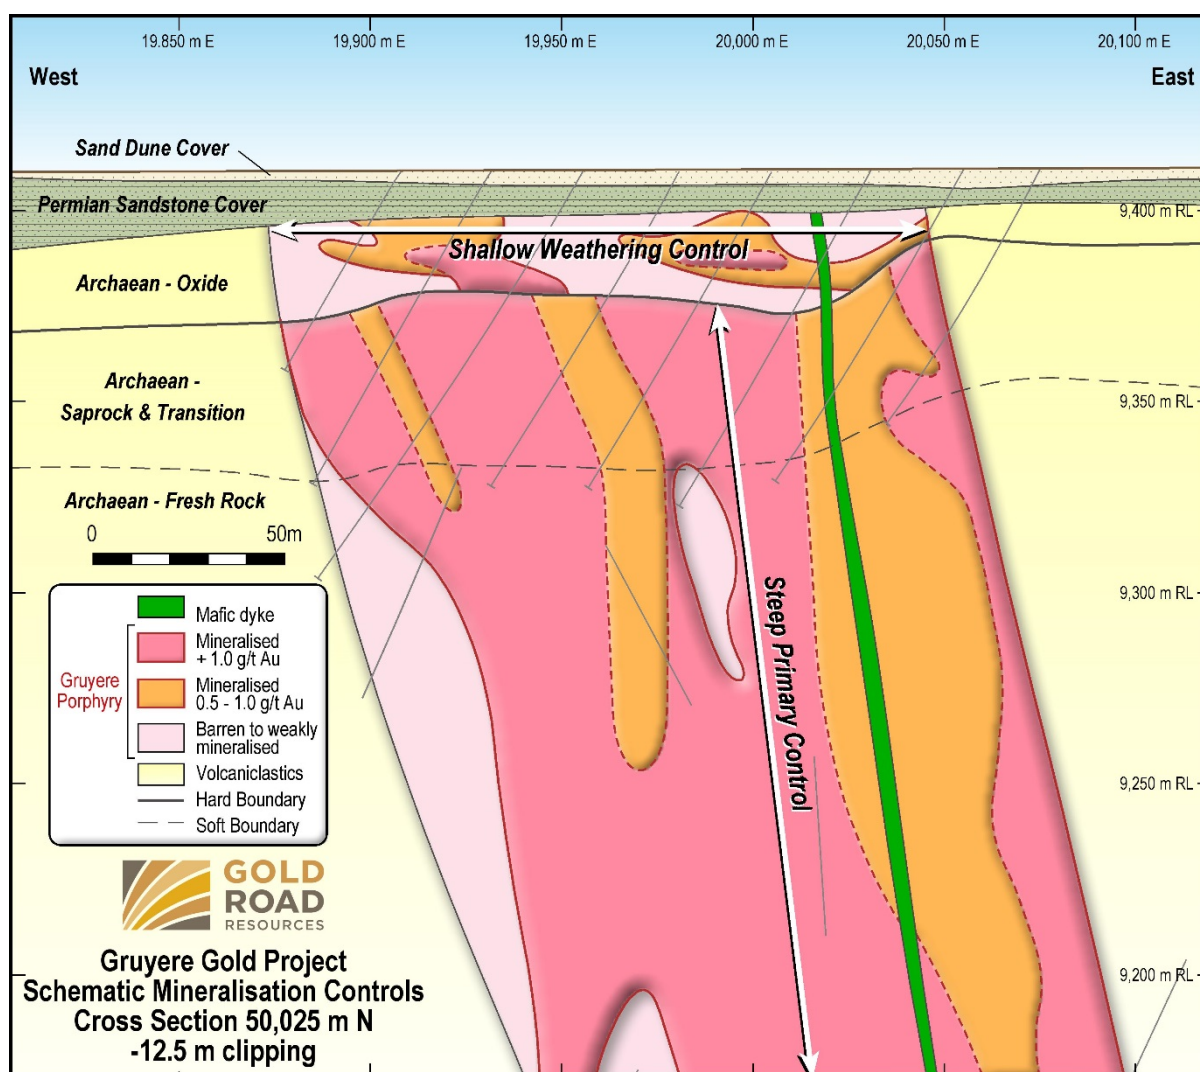 19.850 m E
19,900 m E
19,950 m E
20,000 m E
20,050 m E
20,100 m E
West
East
Sand Dune Cover
Permian Sandstone Cover
9,400 m RL
Shallow Weathering Control
Archaean - Oxide
Archaean -
Saprock & Transition
9,350 m RL
Archaean - Fresh Rock
0
50m
Steep Primary Control
9,300 m RL
Mafic dyke
Gruyere
Porphyry
Mineralised
+ 1.0 g/t Au
Mineralised
0.5 - 1.0 g/t Au
Barren to weakly
mineralised
Volcaniclastics
Hard Boundary
Soft Boundary
9,250 m RL
GOLD
ROAD
RESOURCES
Gruyere Gold Project
Schematic Mineralisation Controls
Cross Section 50,025 m N
-12.5 m clipping
9,200 m RL